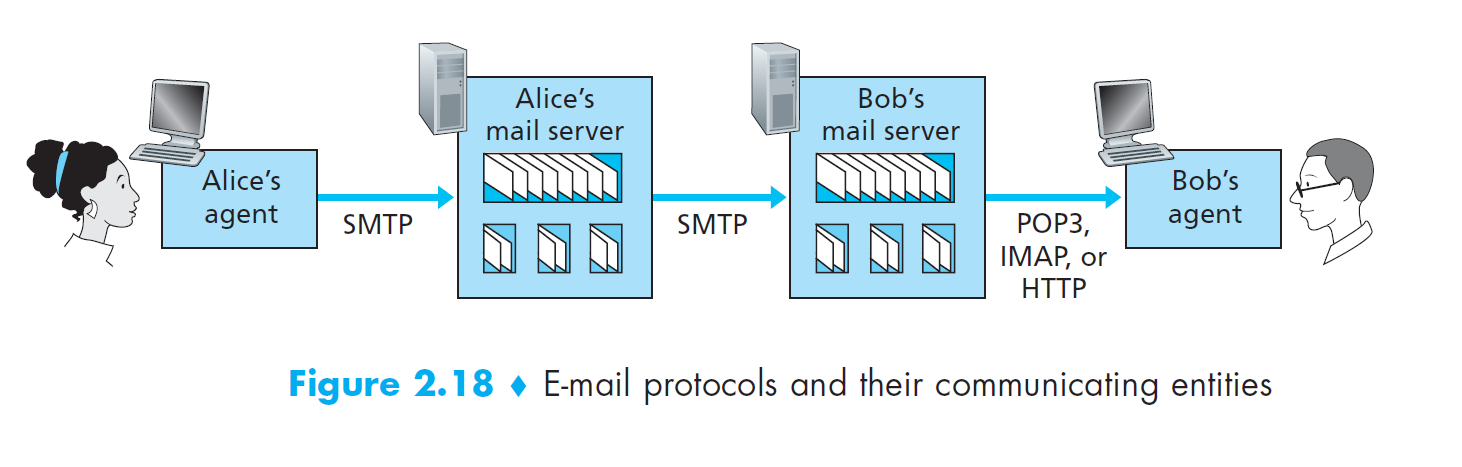 Alice's
agent
SMTP
Alice's
mail server
SMTP
Bob's
mail server
POP3,
IMAP, or
HTTP
Bob's
agent
Figure 2.18 ♦ E-mail protocols and their communicating entities